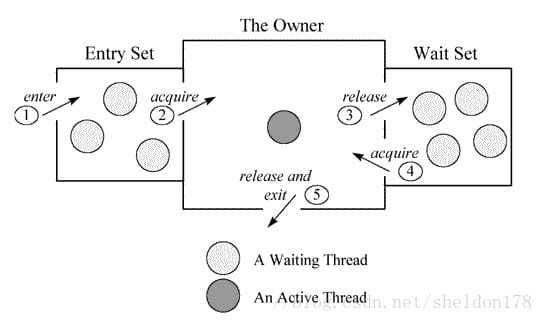 The Owner
Entry Set
Wait Set
enter
1
acquire
2
release
3
acquire
4
release and
exit
5
A Waiting Thread
An Active Thread
blog.csdn.net/sheldon178